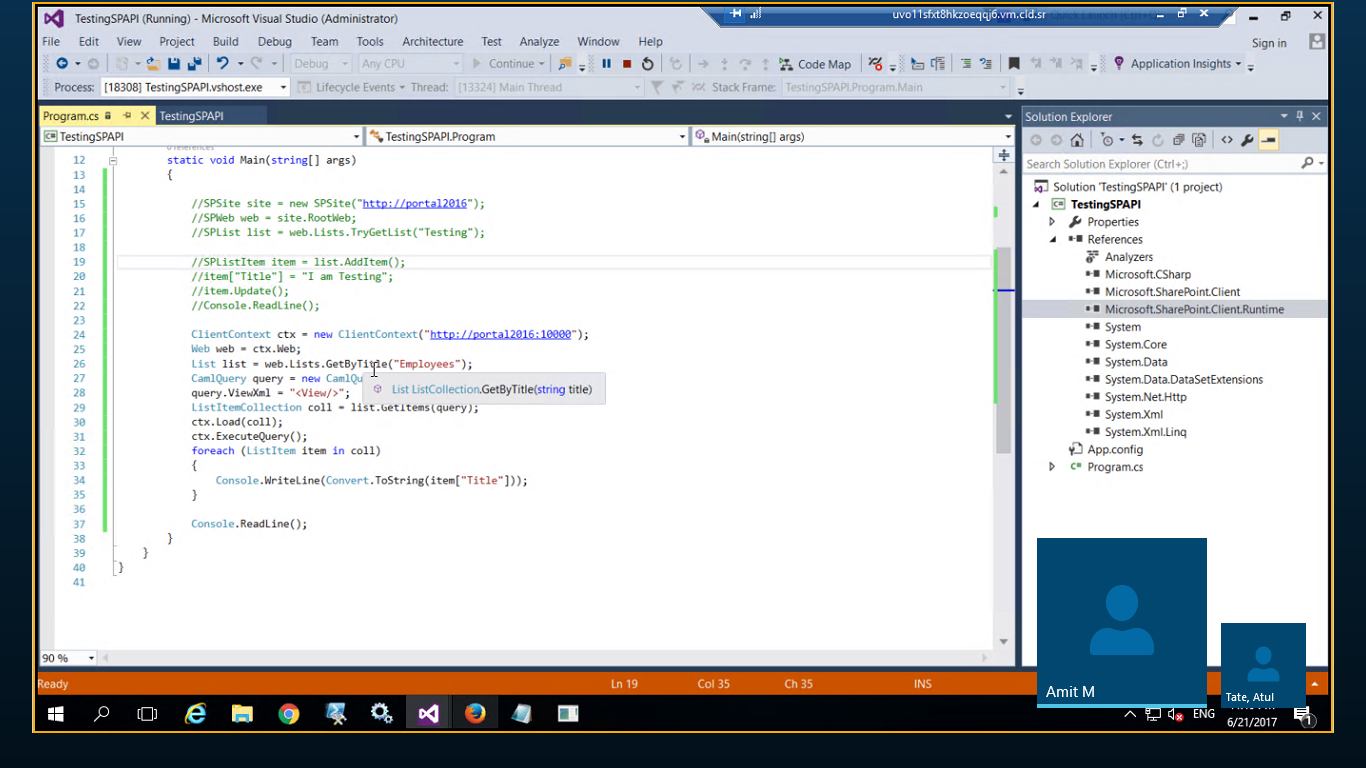 TestingSPAPI (Running) - Microsoft Visual Studio (Administrator)
uvo11sfxt8hkzoeqqj6.vm.cld.sr
File Edit View Project Build Debug Team Tools Architecture Test Analyze Window Help
Sign in
Debug Any CPU Continue Code Map Application Insights
Process: [18308] TestingSPAPI.vshost.exe Lifecycle Events Thread: [13324] Main Thread Stack Frame: TestingSPAPI.Program.Main
Program.cs TestingSPAPI
TestingSPAPI TestingSPAPI.Program Main(string[] args)
0 references
12 static void Main(string[] args)
13 {
14
15 //SPSite site = new SPSite("http://portal2016");
16 //SPWeb web = site.RootWeb;
17 //SPList list = web.Lists.TryGetList("Testing");
18
19 //SPListItem item = list.AddItem();
20 //item["Title"] = "I am Testing";
21 //item.Update();
22 //Console.ReadLine();
23
24 ClientContext ctx = new ClientContext("http://portal2016:10000");
25 Web web = ctx.Web;
26 List list = web.Lists.GetByTitle("Employees");
27 CamlQuery query = new CamlQu
List ListCollection.GetByTitle(string title)
28 query.ViewXml = "<View/>";
29 ListItemCollection coll = list.GetItems(query);
30 ctx.Load(coll);
31 ctx.ExecuteQuery();
32 foreach (ListItem item in coll)
33 {
34 Console.WriteLine(Convert.ToString(item["Title"]));
35 }
36
37 Console.ReadLine();
38 }
39 }
40 }
41
90 %
Solution Explorer
Search Solution Explorer (Ctrl+;)
Solution 'TestingSPAPI' (1 project)
TestingSPAPI
Properties
References
Analyzers
Microsoft.CSharp
Microsoft.SharePoint.Client
Microsoft.SharePoint.Client.Runtime
System
System.Core
System.Data
System.Data.DataSetExtensions
System.Net.Http
System.Xml
System.Xml.Linq
App.config
Program.cs
Ready Ln 19 Col 35 Ch 35 INS
Amit M
Tate, Atul
ENG
6/21/2017
1